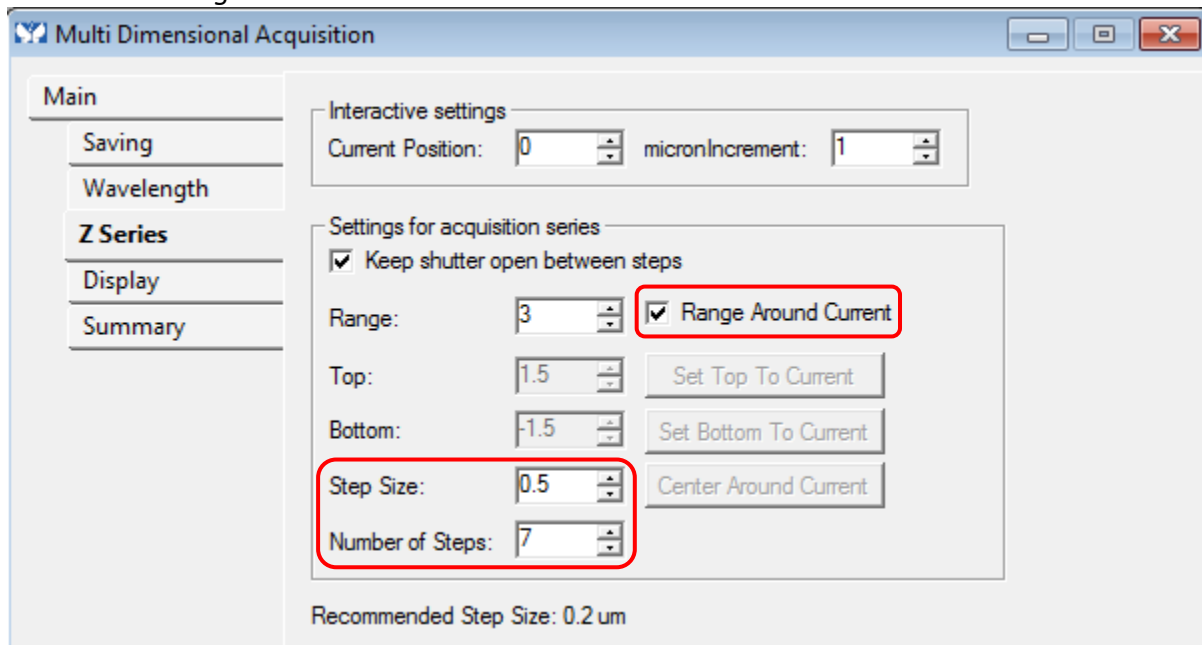 Multi Dimensional Acquisition
Main
Saving
Wavelength
Z Series
Display
Summary
Interactive settings
Current Position: 0 micronIncrement: 1
Settings for acquisition series
Keep shutter open between steps
Range: 3 Range Around Current
Top: 1.5 Set Top To Current
Bottom: -1.5 Set Bottom To Current
Step Size: 0.5 Center Around Current
Number of Steps: 7
Recommended Step Size: 0.2 um